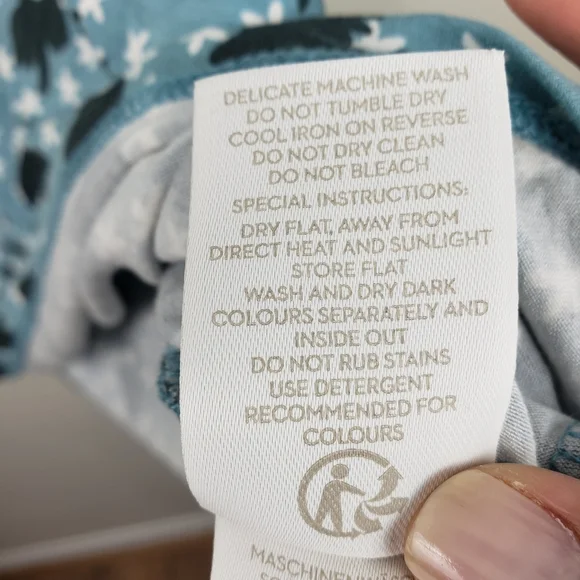 DELICATE MACHINE WASH
DO NOT TUMBLE DRY
COOL IRON ON REVERSE
DO NOT DRY CLEAN
DO NOT BLEACH
SPECIAL INSTRUCTIONS:
DRY FLAT, AWAY FROM
DIRECT HEAT AND SUNLIGHT
STORE FLAT
WASH AND DRY DARK
COLOURS SEPARATELY AND
INSIDE OUT
DO NOT RUB STAINS
USE DETERGENT
RECOMMENDED FOR
COLOURS